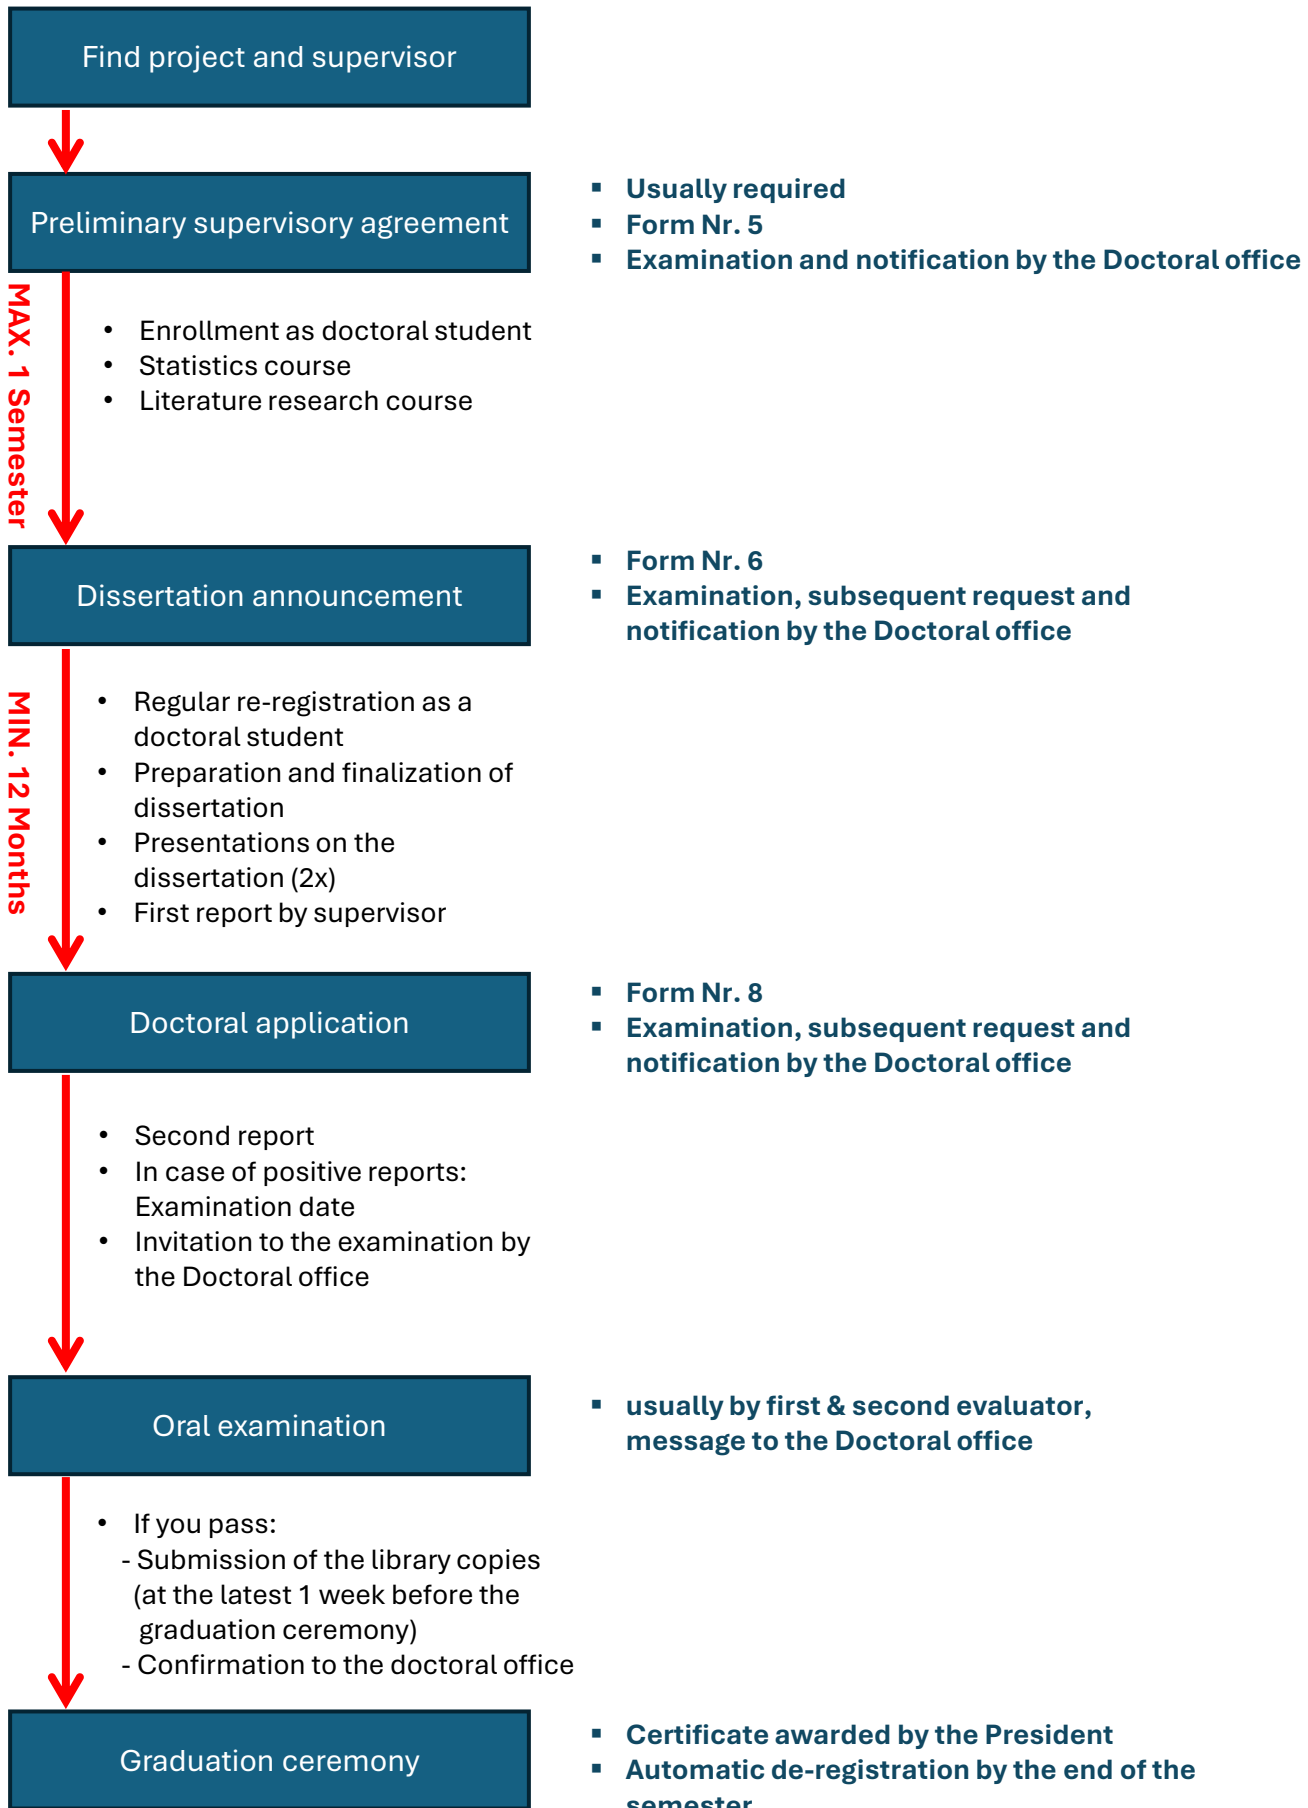 Find project and supervisor
Preliminary supervisory agreement
▪ Usually required
▪ Form Nr. 5
▪ Examination and notification by the Doctoral office
MAX. 1 Semester
• Enrollment as doctoral student
• Statistics course
• Literature research course
Dissertation announcement
▪ Form Nr. 6
▪ Examination, subsequent request and
notification by the Doctoral office
MIN. 12 Months
• Regular re-registration as a
doctoral student
• Preparation and finalization of
dissertation
• Presentations on the
dissertation (2x)
• First report by supervisor
Doctoral application
▪ Form Nr. 8
▪ Examination, subsequent request and
notification by the Doctoral office
• Second report
• In case of positive reports:
Examination date
• Invitation to the examination by
the Doctoral office
Oral examination
▪ usually by first & second evaluator,
message to the Doctoral office
• If you pass:
- Submission of the library copies
(at the latest 1 week before the
graduation ceremony)
- Confirmation to the doctoral office
Graduation ceremony
▪ Certificate awarded by the President
▪ Automatic de-registration by the end of the
semester